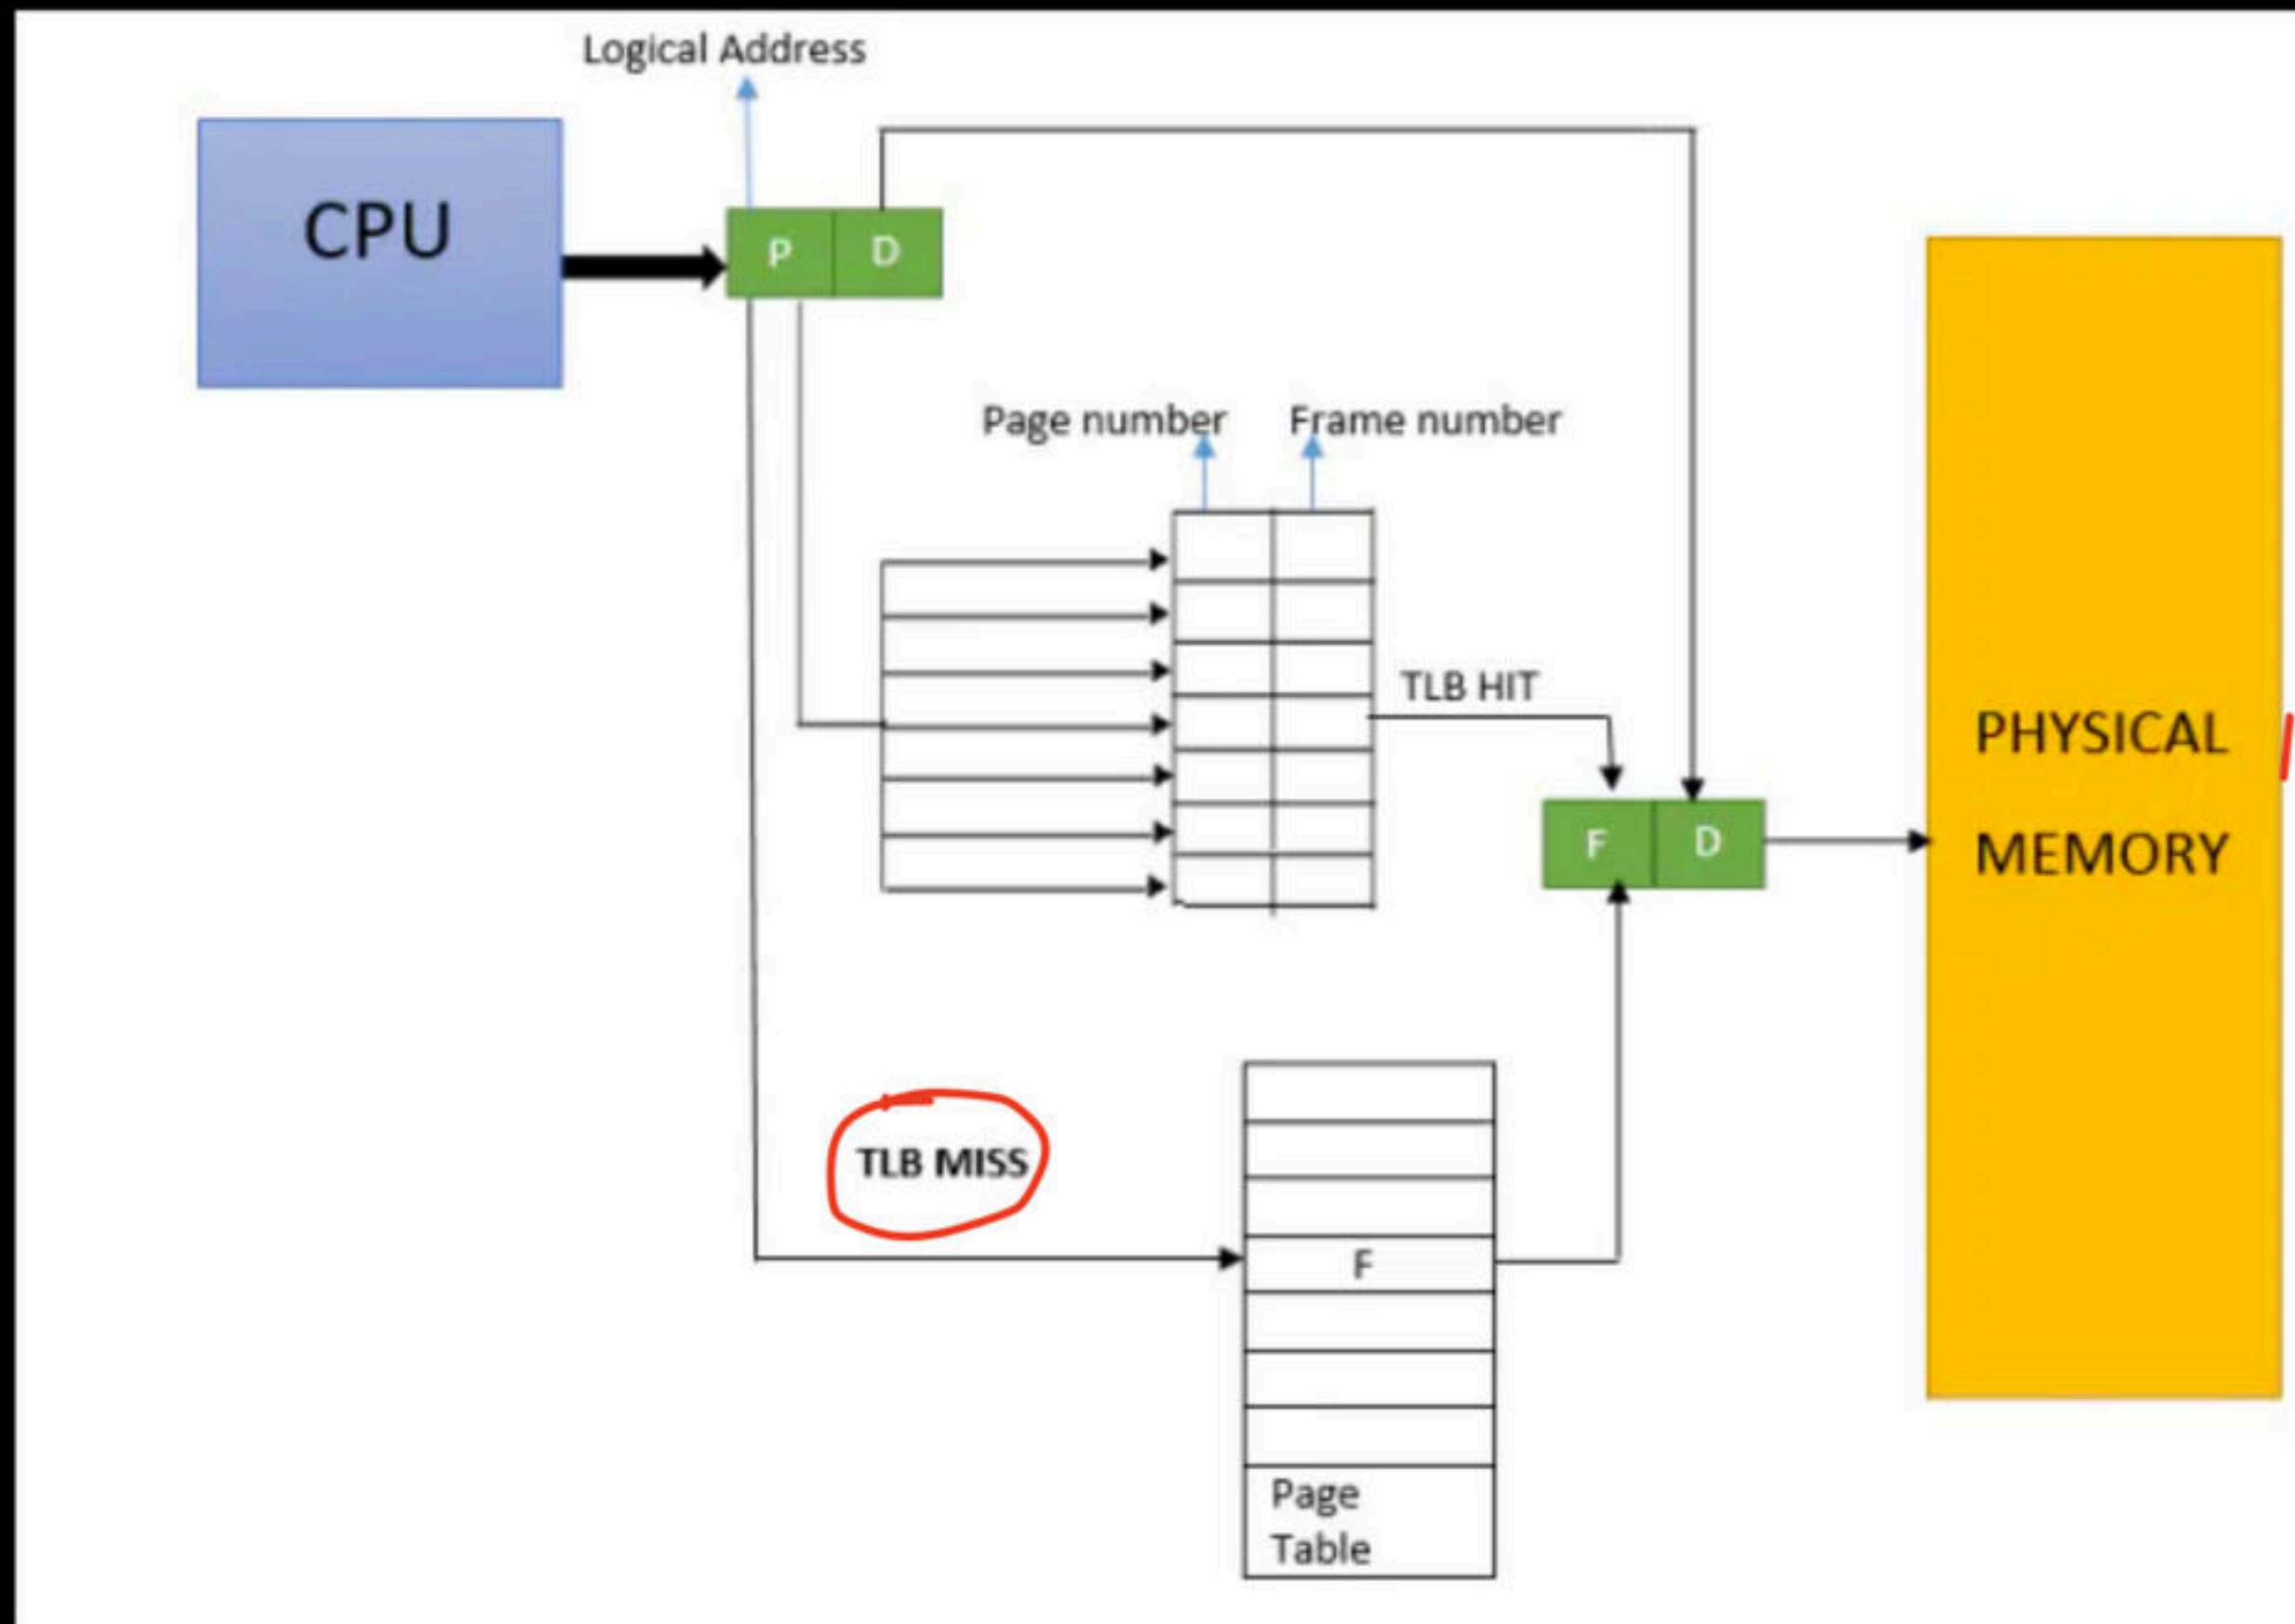 Logical Address
CPU
P D
Page number Frame number
TLB HIT
F D
PHYSICAL
MEMORY
TLB MISS
F
Page
Table